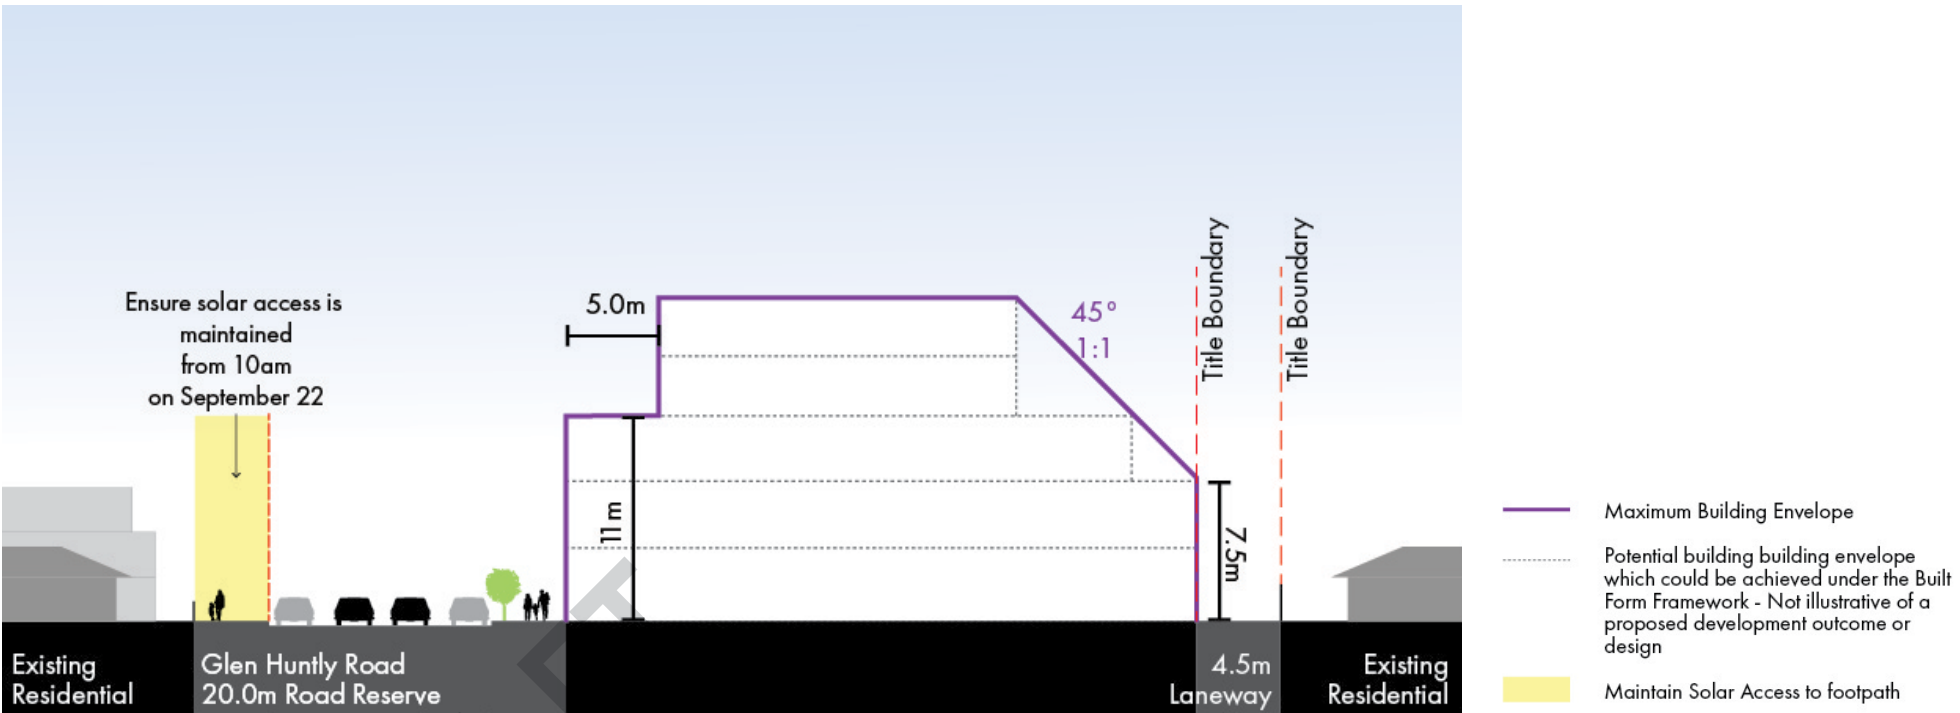 Ensure solar access is
maintained
from 10am
on September 22
5.0m
45°
1:1
Title Boundary
Title Boundary
11 m
7.5m
Existing
Residential
Glen Huntly Road
20.0m Road Reserve
4.5m
Laneway
Existing
Residential
Maximum Building Envelope
Potential building building envelope
which could be achieved under the Built
Form Framework - Not illustrative of a
proposed development outcome or
design
Maintain Solar Access to footpath